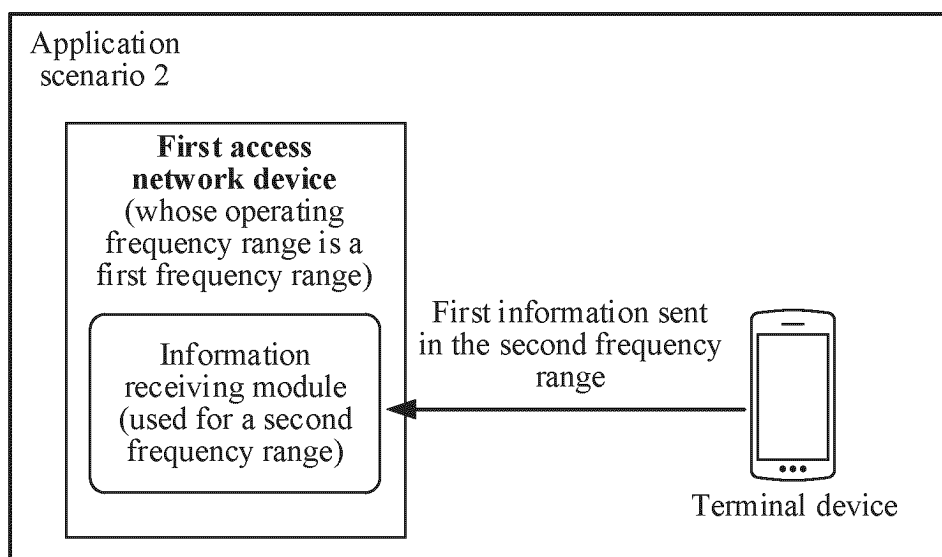 Application
scenario 2
First access
network device
(whose operating
frequency range is a
first frequency range)
Information
receiving module
(used for a second
frequency range)
First information sent
in the second frequency
range
Terminal device